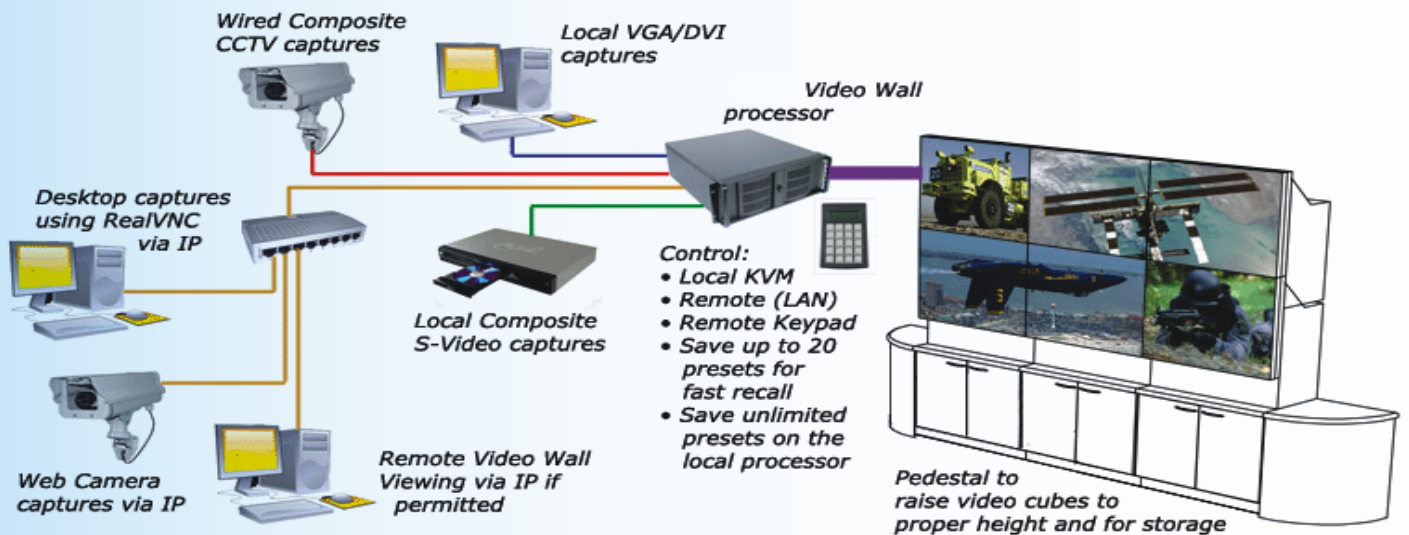 Wired Composite
CCTV captures
Local VGA/DVI
captures
Video Wall
processor
Desktop captures
using RealVNC
via IP
Local Composite
S-Video captures
Control:
• Local KVM
• Remote (LAN)
• Remote Keypad
• Save up to 20
presets for
fast recall
• Save unlimited
presets on the
local processor
Web Camera
captures via IP
Remote Video Wall
Viewing via IP if
permitted
Pedestal to
raise video cubes to
proper height and for storage